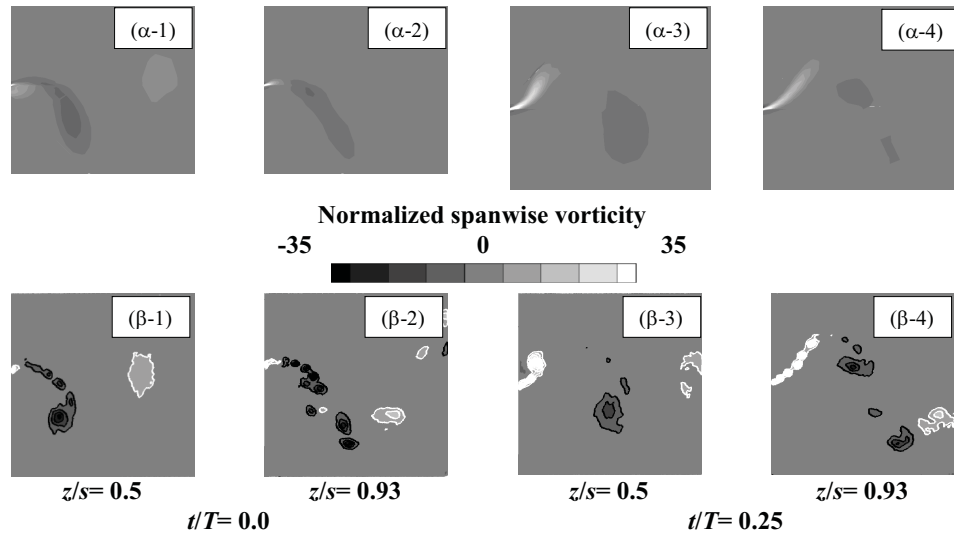 (α-1) (α-2) (α-3) (α-4)
Normalized spanwise vorticity
-35 0 35
(β-1) (β-2) (β-3) (β-4)
z/s= 0.5 z/s= 0.93 z/s= 0.5 z/s= 0.93
t/T= 0.0 t/T= 0.25